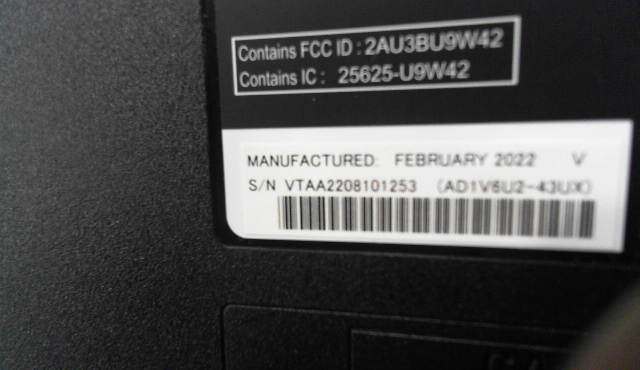 Contains FCC ID : 2AU3BU9W42
Contains IC : 25625-U9W42
MANUFACTURED: FEBRUARY 2022 V
S/N VTAA2208101253 (AD1V6U2-43UX)